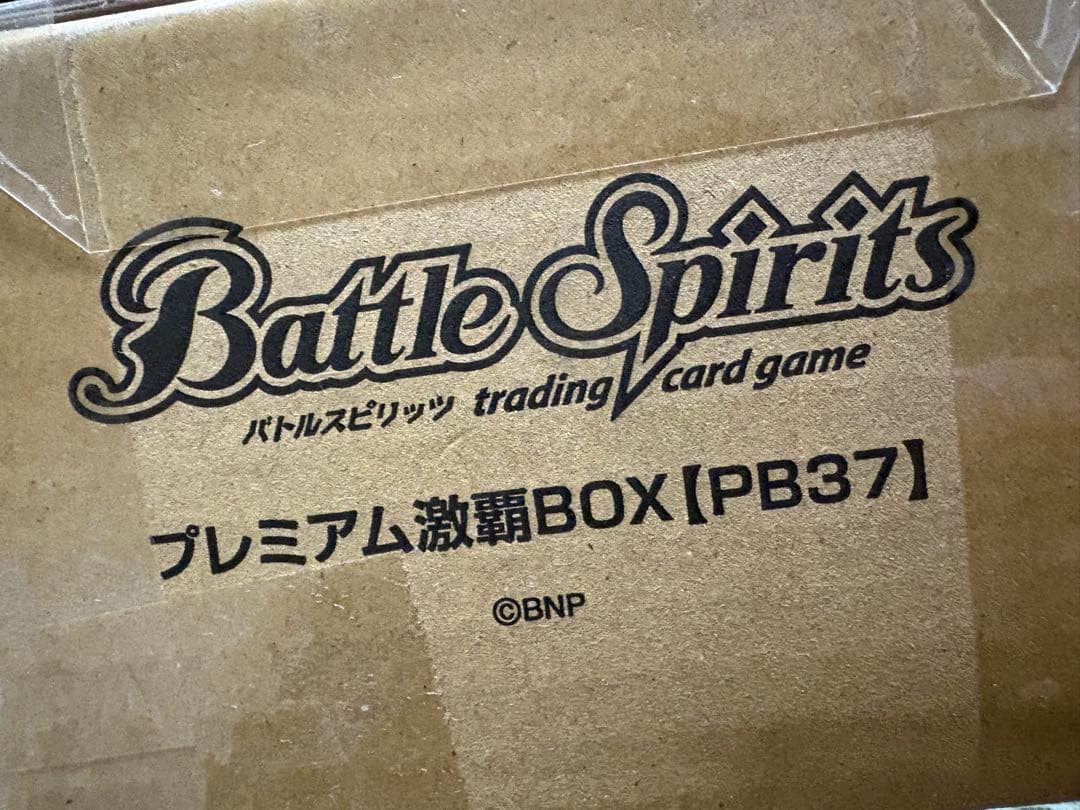 Battle Spirits
バトルスピリッツ trading card game
プレミアム激覇BOX【PB37】
©BNP